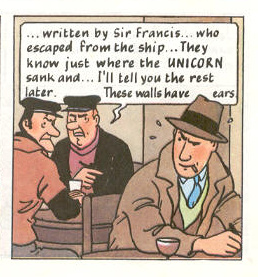 ... written by Sir Francis... who
escaped from the ship... They
know just where the UNICORN
sank and... I'll tell you the rest
later. These walls have ears.